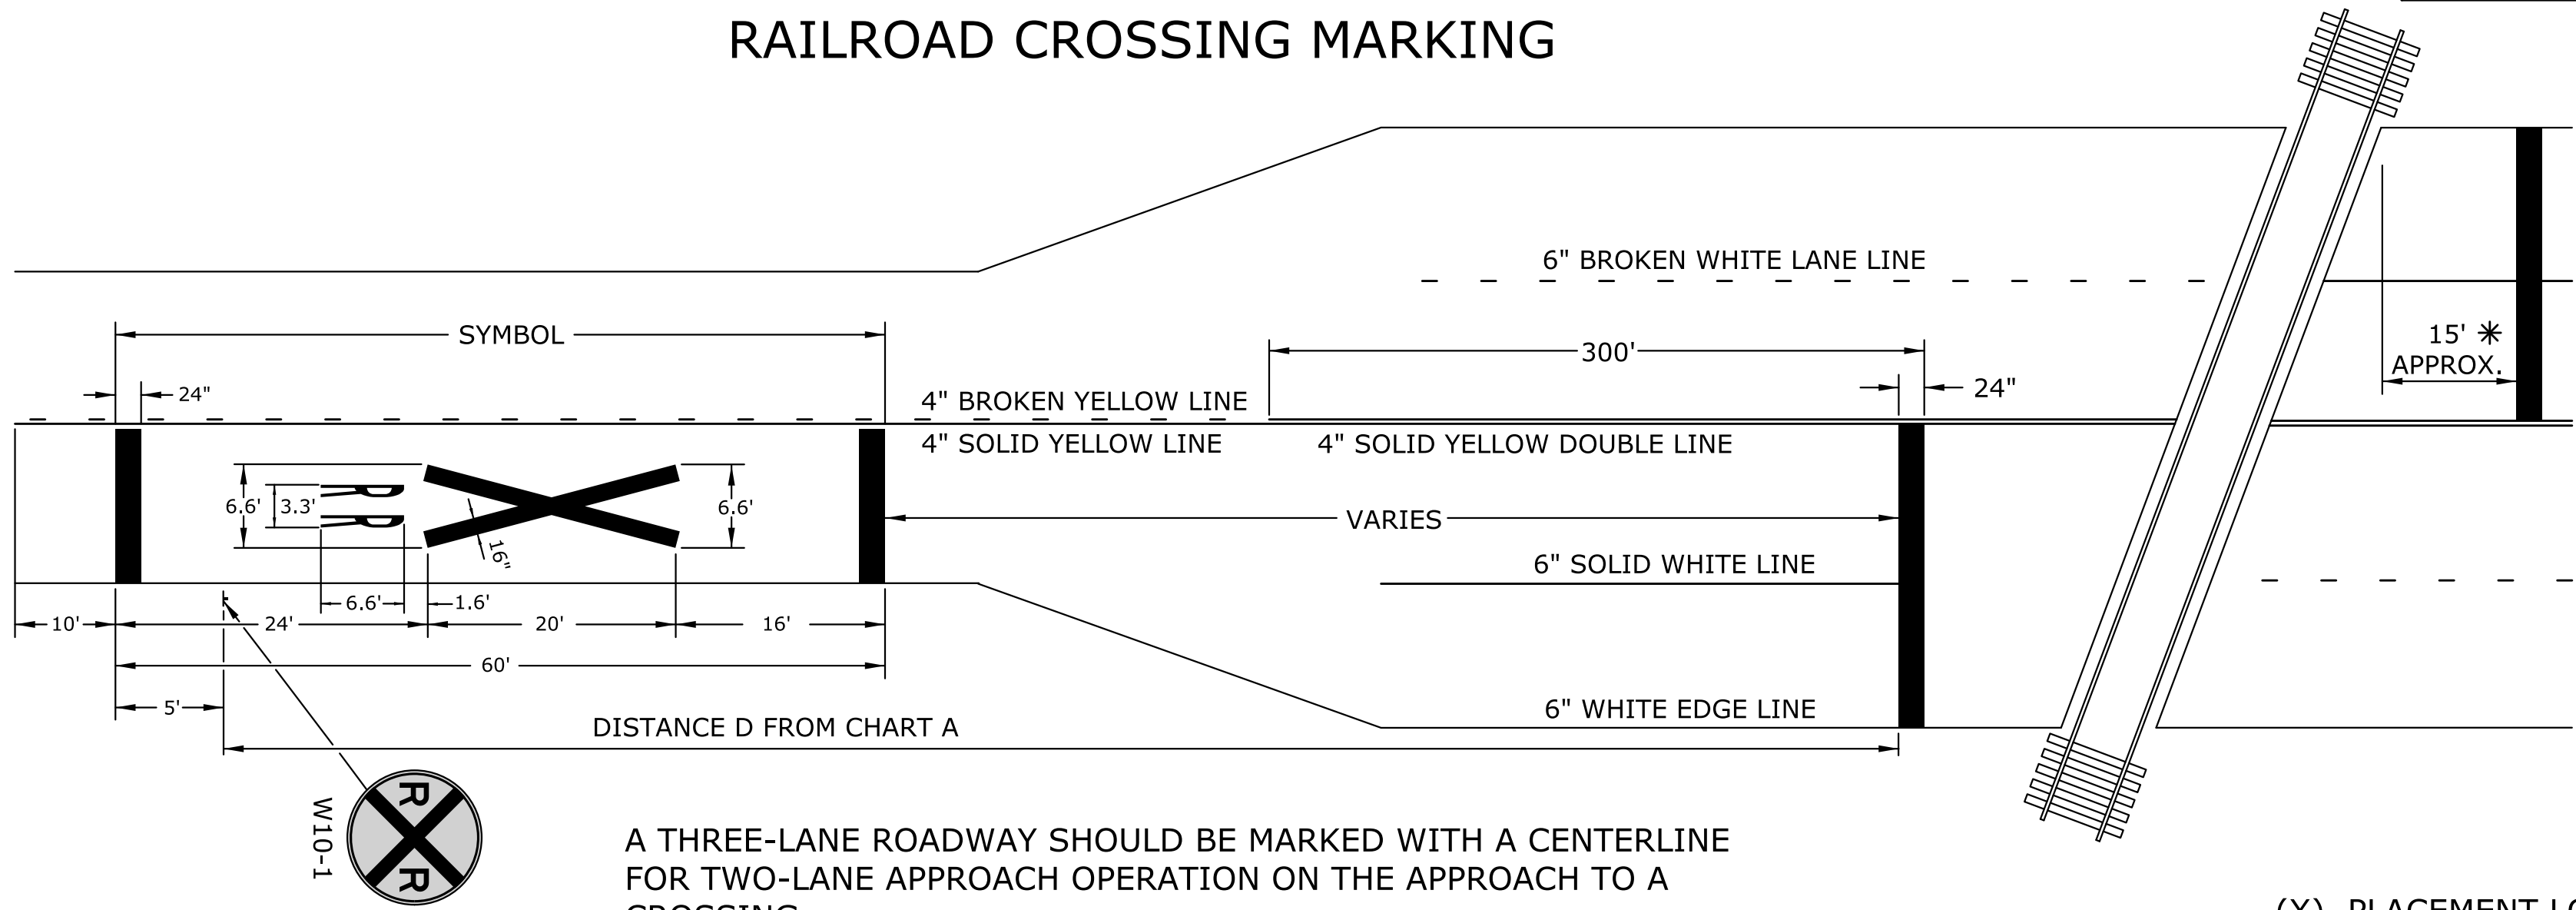 RAILROAD CROSSING MARKING
6" BROKEN WHITE LANE LINE
SYMBOL
300'
15' ✳
APPROX.
24"
24"
4" BROKEN YELLOW LINE
4" SOLID YELLOW LINE
4" SOLID YELLOW DOUBLE LINE
6.6'
3.3'
RR
6.6'
16"
VARIES
6" SOLID WHITE LINE
6.6'
1.6'
10'
24'
20'
16'
60'
5'
6" WHITE EDGE LINE
DISTANCE D FROM CHART A
W10-1
R
R
A THREE-LANE ROADWAY SHOULD BE MARKED WITH A CENTERLINE
FOR TWO-LANE APPROACH OPERATION ON THE APPROACH TO A
CROSSING
(X) PLACEMENT